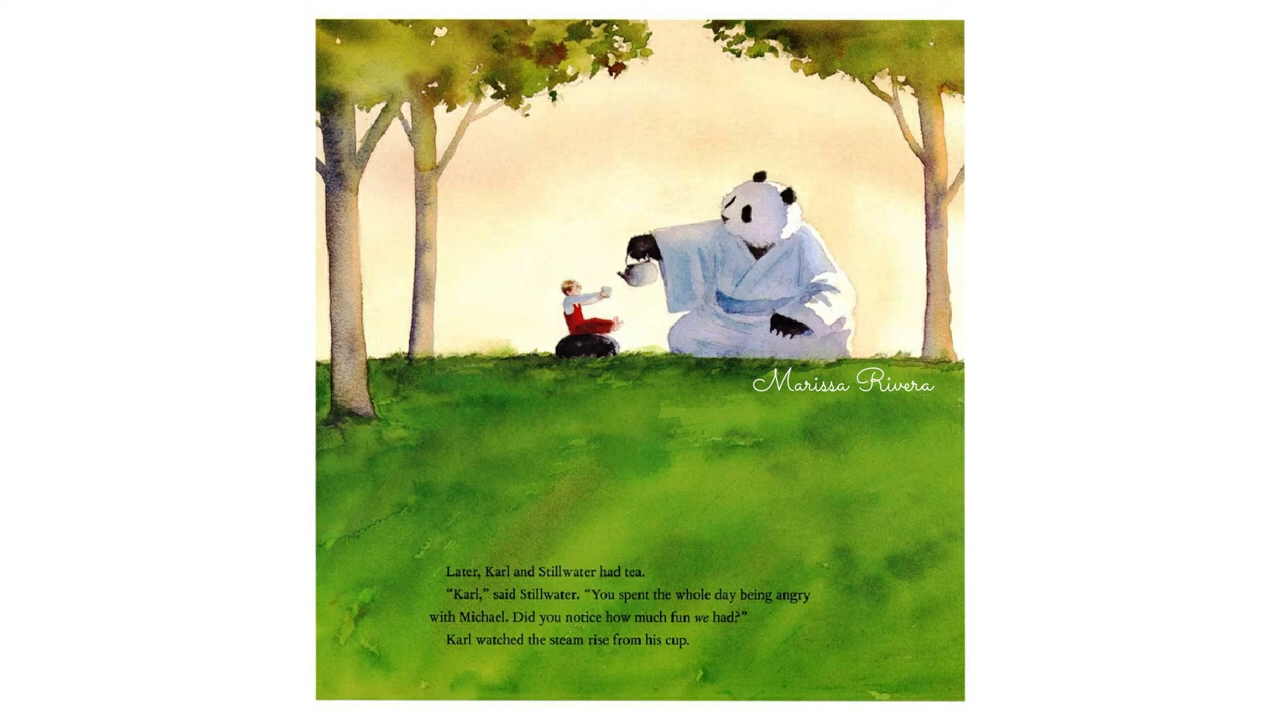 Marissa Rivera
Later, Karl and Stillwater had tea.
“Karl,” said Stillwater. “You spent the whole day being angry
with Michael. Did you notice how much fun we had?”
Karl watched the steam rise from his cup.